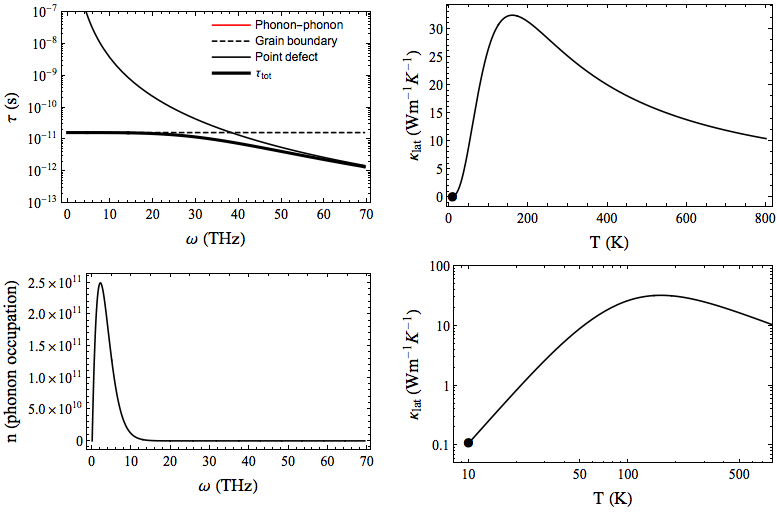 10⁻⁷
10⁻⁸
10⁻⁹
10⁻¹⁰
10⁻¹¹
10⁻¹²
10⁻¹³
τ (s)
Phonon–phonon
Grain boundary
Point defect
τtot
0 10 20 30 40 50 60 70
ω (THz)
30
25
20
15
10
5
0
κlat (Wm⁻¹K⁻¹)
0 200 400 600 800
T (K)
2.5×10¹¹
2.0×10¹¹
1.5×10¹¹
1.0×10¹¹
5.0×10¹⁰
0
n (phonon occupation)
0 10 20 30 40 50 60 70
ω (THz)
100
10
1
0.1
κlat (Wm⁻¹K⁻¹)
10 50 100 500
T (K)